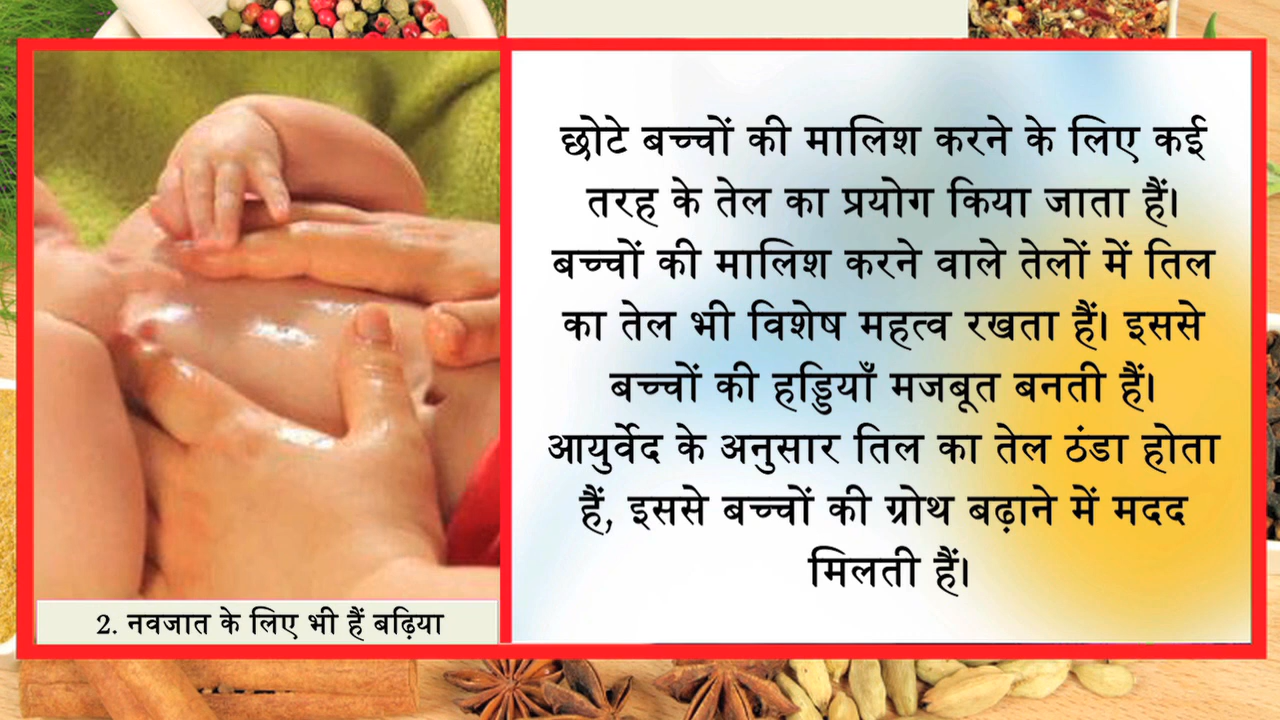 छोटे बच्चों की मालिश करने के लिए कई
तरह के तेल का प्रयोग किया जाता हैं।
बच्चों की मालिश करने वाले तेलों में तिल
का तेल भी विशेष महत्व रखता हैं। इससे
बच्चों की हड्डियाँ मजबूत बनती हैं।
आयुर्वेद के अनुसार तिल का तेल ठंडा होता
हैं, इससे बच्चों की ग्रोथ बढ़ाने में मदद
मिलती हैं।
2. नवजात के लिए भी हैं बढ़िया